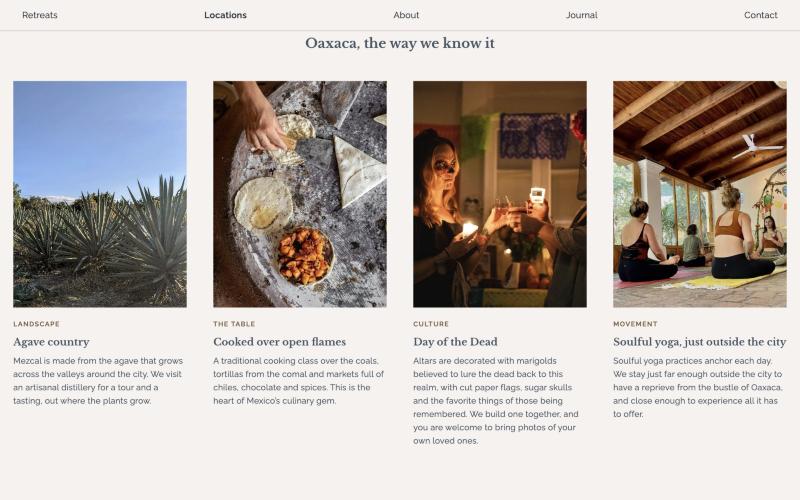 Retreats
Locations
About
Journal
Contact
Oaxaca, the way we know it
LANDSCAPE
Agave country
Mezcal is made from the agave that grows
across the valleys around the city. We visit
an artisanal distillery for a tour and a
tasting, out where the plants grow.
THE TABLE
Cooked over open flames
A traditional cooking class over the coals,
tortillas from the comal and markets full of
chiles, chocolate and spices. This is the
heart of Mexico's culinary gem.
CULTURE
Day of the Dead
Altars are decorated with marigolds
believed to lure the dead back to this
realm, with cut paper flags, sugar skulls
and the favorite things of those being
remembered. We build one together, and
you are welcome to bring photos of your
own loved ones.
MOVEMENT
Soulful yoga, just outside the city
Soulful yoga practices anchor each day.
We stay just far enough outside the city to
have a reprieve from the bustle of Oaxaca,
and close enough to experience all it has
to offer.